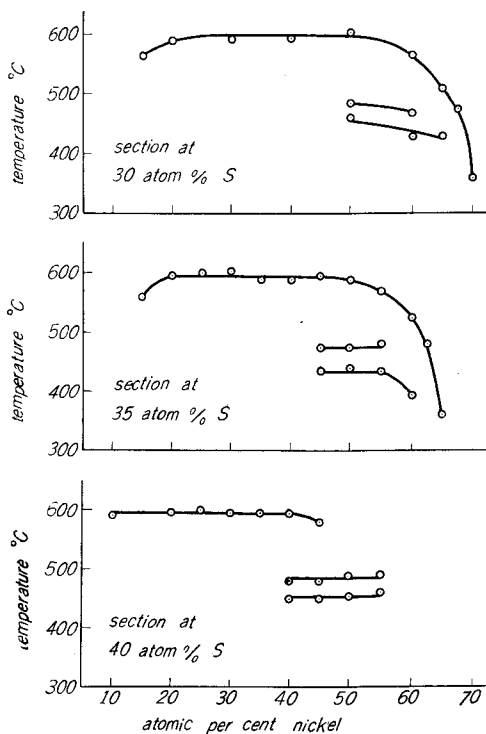 600
500
400
300
temperature °C
section at
30 atom % S
600
500
400
300
temperature °C
section at
35 atom % S
600
500
400
300
temperature °C
section at
40 atom % S
10 20 30 40 50 60 70
atomic per cent nickel